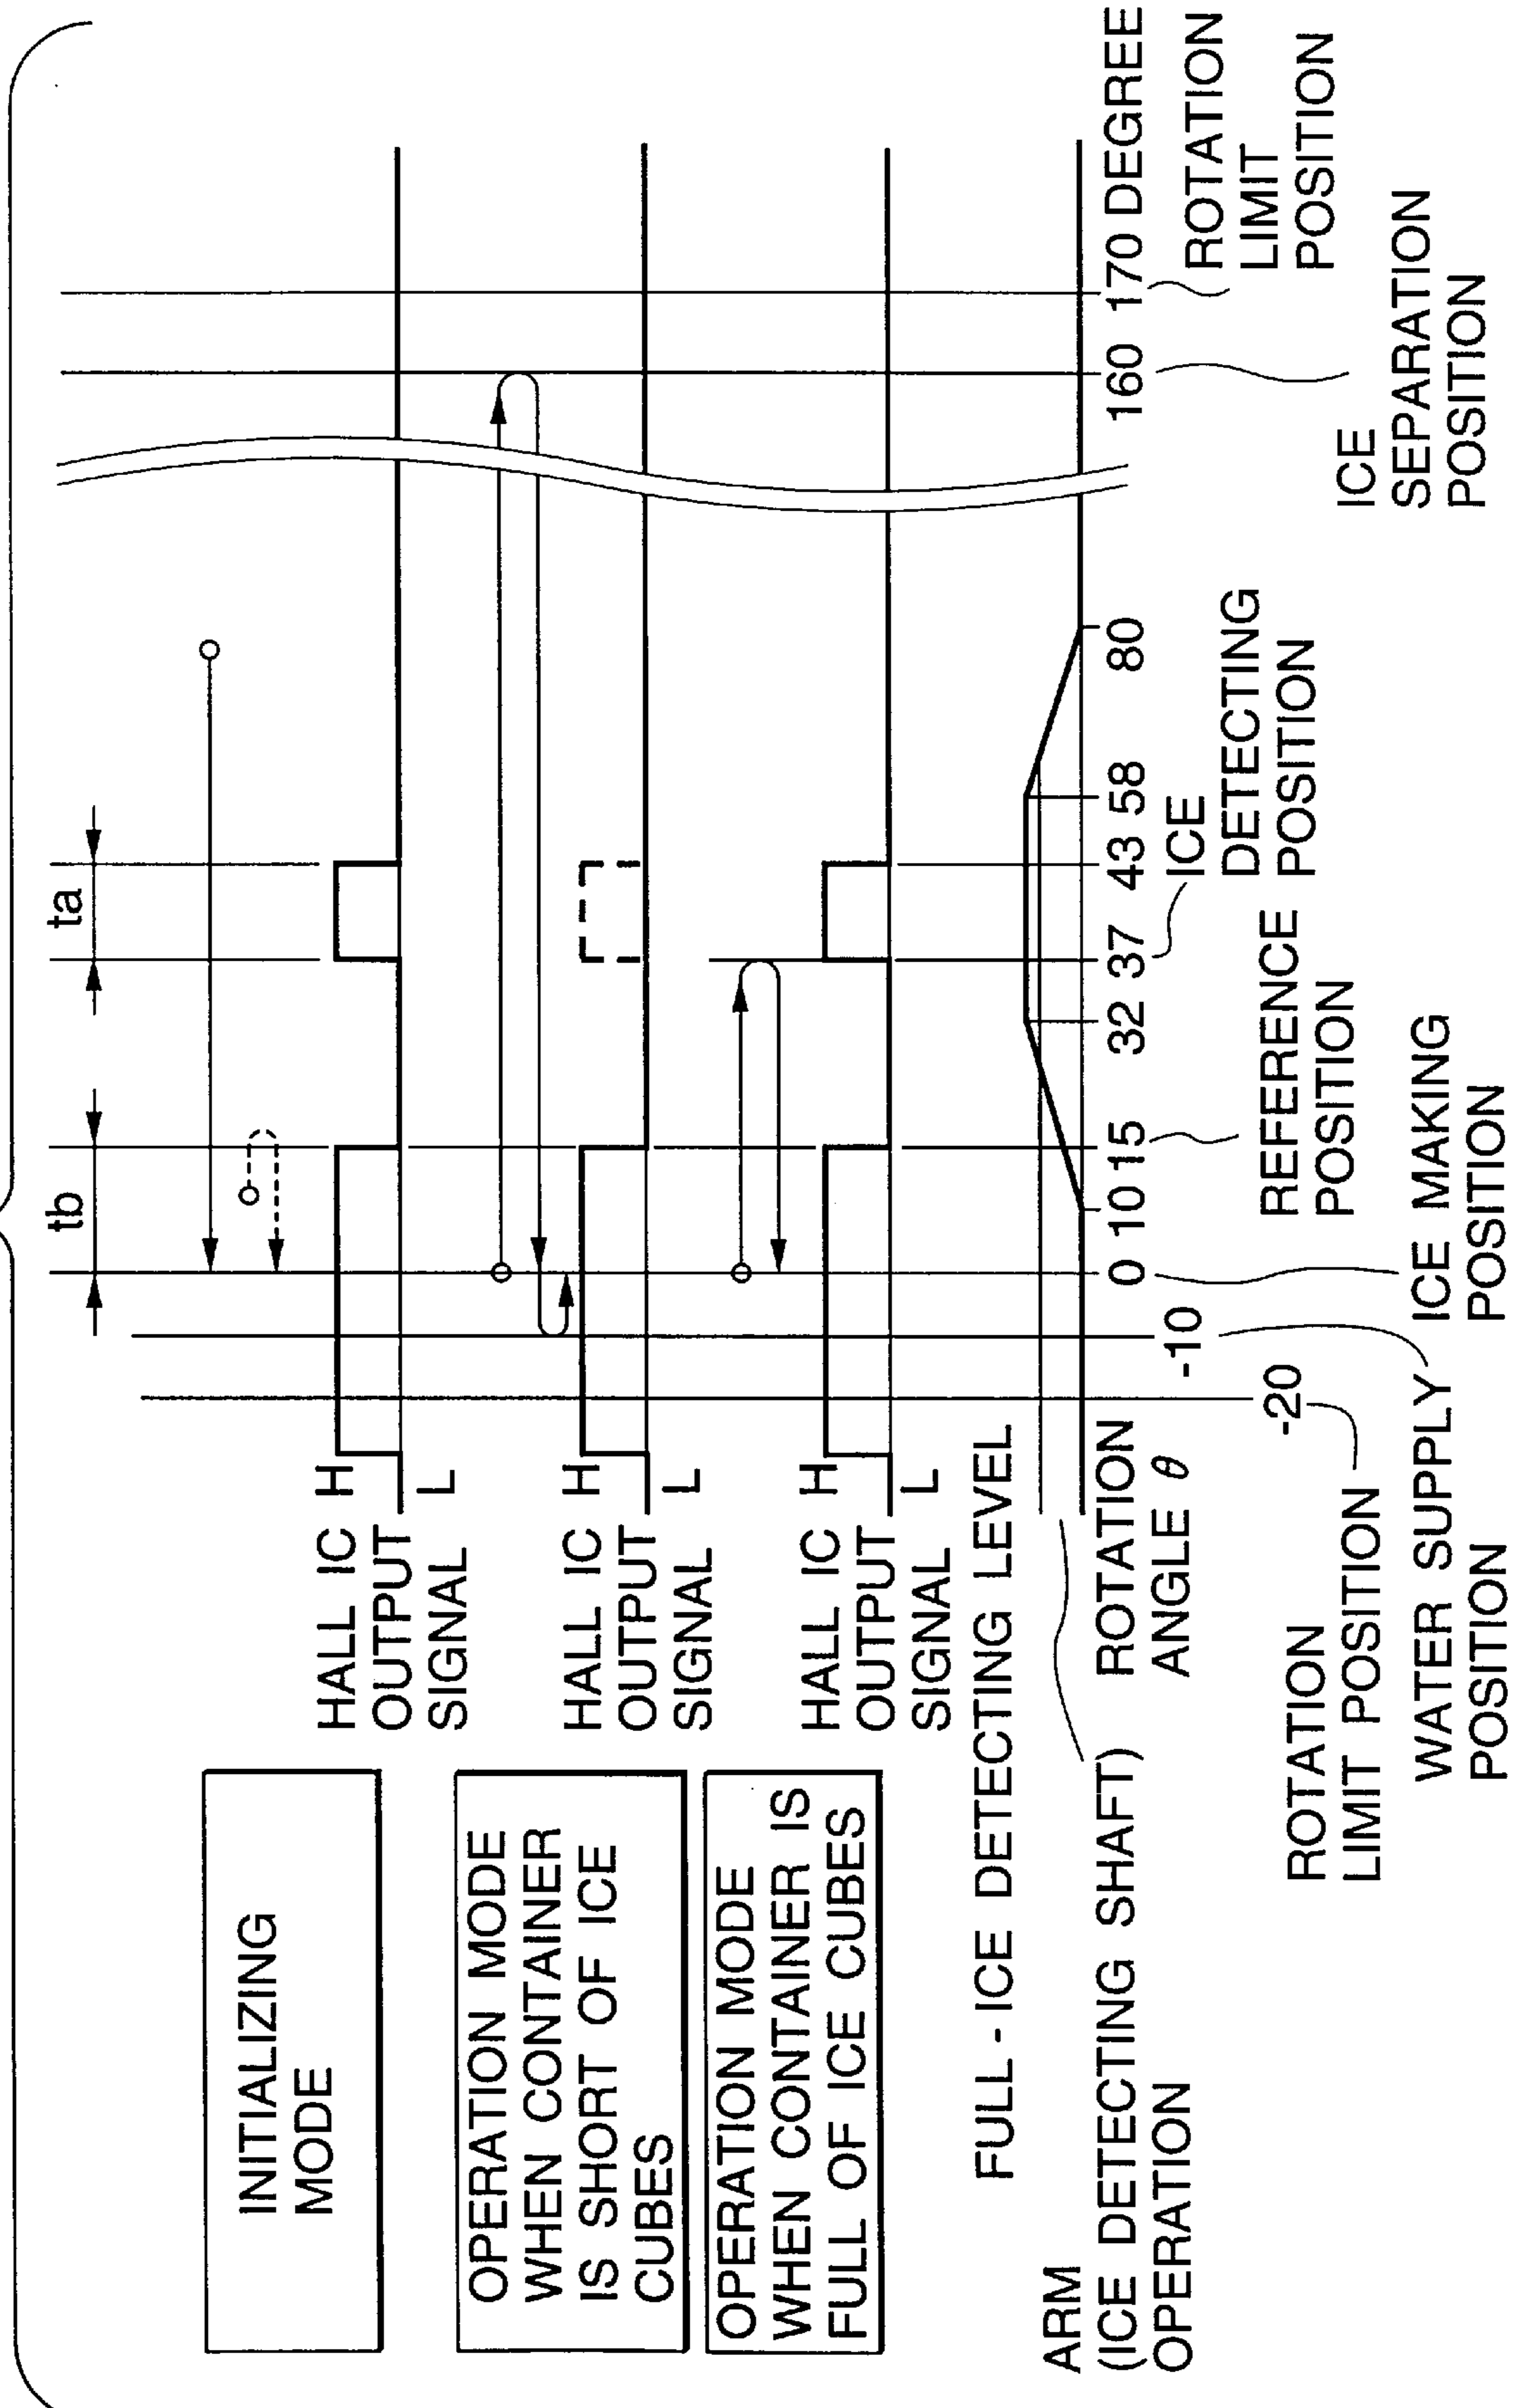 tb
ta
INITIALIZING
MODE
HALL IC
OUTPUT
SIGNAL
H
L
OPERATION MODE
WHEN CONTAINER
IS SHORT OF ICE
CUBES
HALL IC
OUTPUT
SIGNAL
H
L
OPERATION MODE
WHEN CONTAINER IS
FULL OF ICE CUBES
HALL IC
OUTPUT
SIGNAL
H
L
FULL - ICE DETECTING LEVEL
ARM
(ICE DETECTING SHAFT)
OPERATION
ROTATION
ANGLE θ
-20
-10
0 10 15 32 37 43 58 80 160 170 DEGREE
ROTATION
LIMIT POSITION
WATER SUPPLY
POSITION
ICE MAKING
POSITION
REFERENCE
POSITION
ICE
DETECTING
POSITION
ICE
SEPARATION
POSITION
ROTATION
LIMIT
POSITION